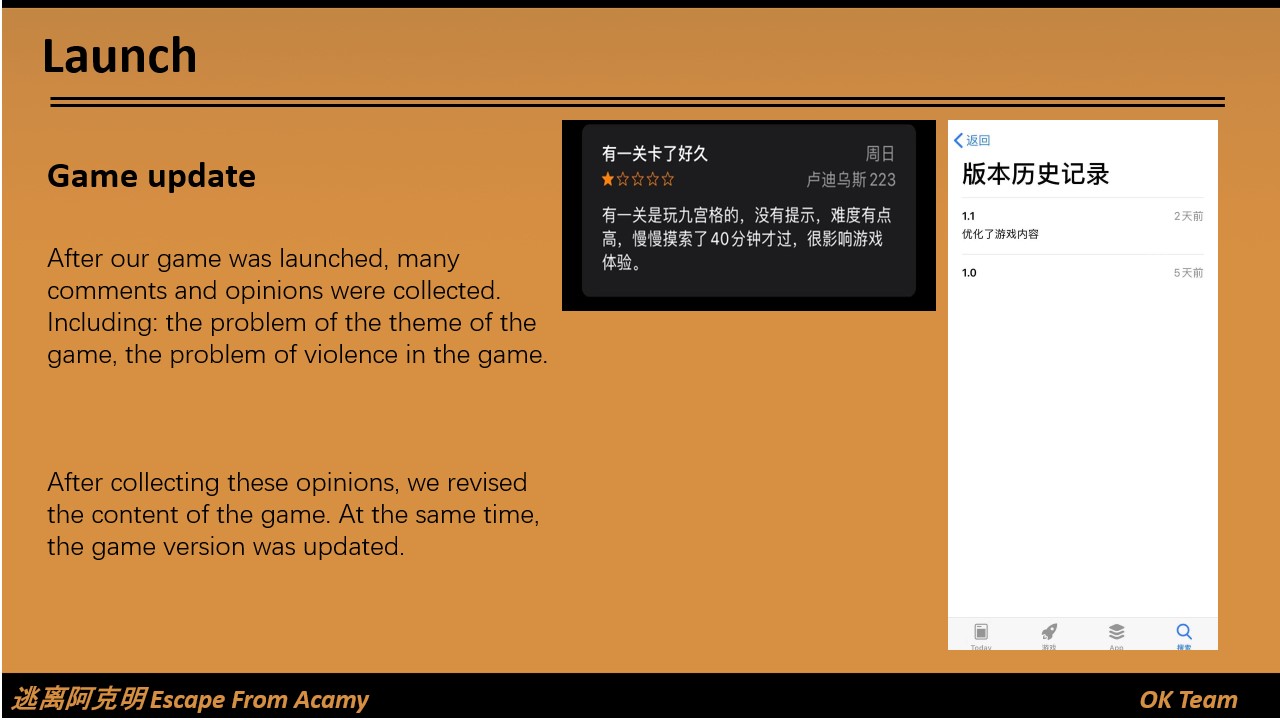 Launch
Game update
After our game was launched, many
comments and opinions were collected.
Including: the problem of the theme of the
game, the problem of violence in the game.
After collecting these opinions, we revised
the content of the game. At the same time,
the game version was updated.
有一关卡了好久 周日
卢迪乌斯 223
有一关是玩九宫格的，没有提示，难度有点
高，慢慢摸索了40分钟才过，很影响游戏
体验。
返回
版本历史记录
1.1 2天前
优化了游戏内容
1.0 5天前
Today 游戏 App 搜索
逃离阿克明 Escape From Acamy OK Team